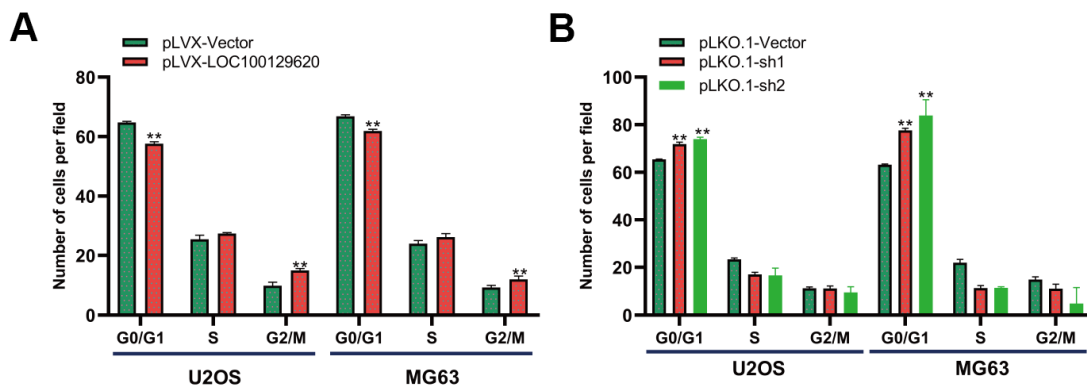 A
pLVX-Vector
pLVX-LOC100129620
Number of cells per field
80
60
40
20
0
**
**
**
**
G0/G1 S G2/M G0/G1 S G2/M
U2OS MG63
B
pLKO.1-Vector
pLKO.1-sh1
pLKO.1-sh2
Number of cells per field
100
80
60
40
20
0
** **
** **
G0/G1 S G2/M G0/G1 S G2/M
U2OS MG63